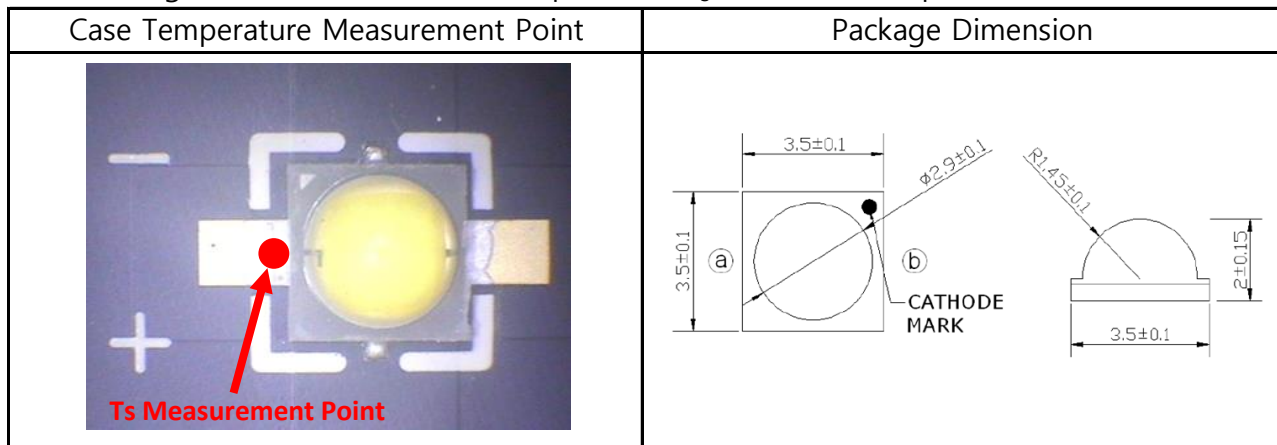 Case Temperature Measurement Point
Package Dimension
Ts Measurement Point
3.5±0.1
ø2.9±0.1
3.5±0.1
ⓐ
ⓑ
CATHODE
MARK
R1.45±0.1
2±0.15
3.5±0.1